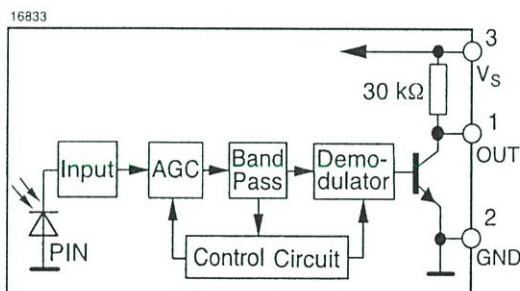 16833
3
V_S
30 kΩ
1
OUT
Input
AGC
Band
Pass
Demo-
dulator
PIN
Control Circuit
2
GND